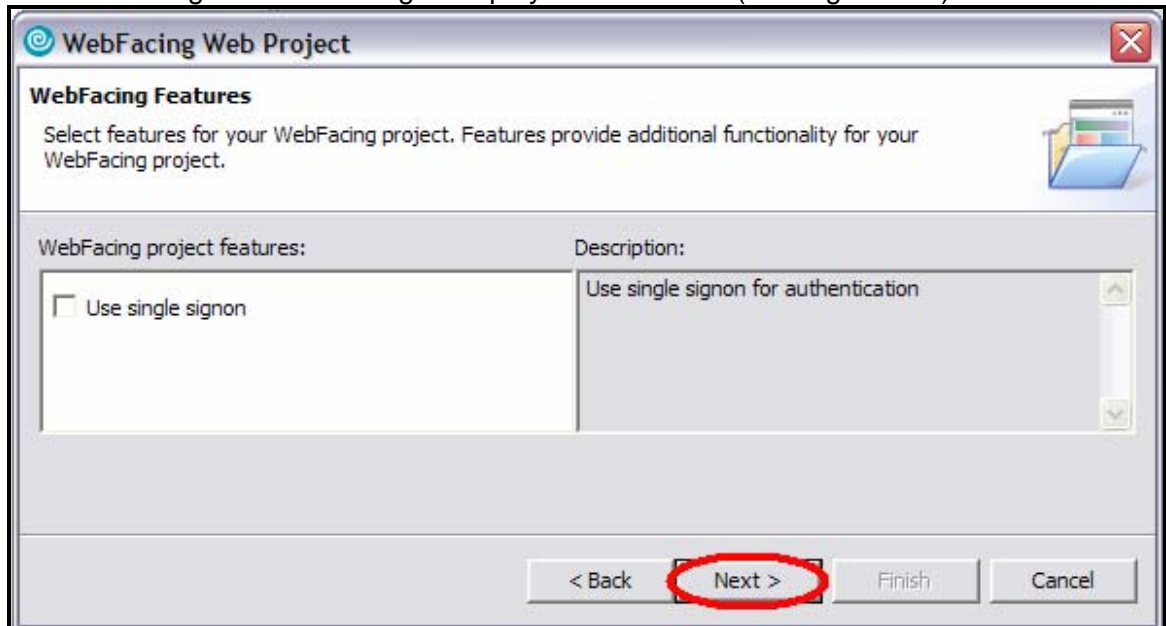 WebFacing Web Project
WebFacing Features
Select features for your WebFacing project. Features provide additional functionality for your
WebFacing project.
WebFacing project features:
Description:
Use single signon
Use single signon for authentication
< Back
Next >
Finish
Cancel